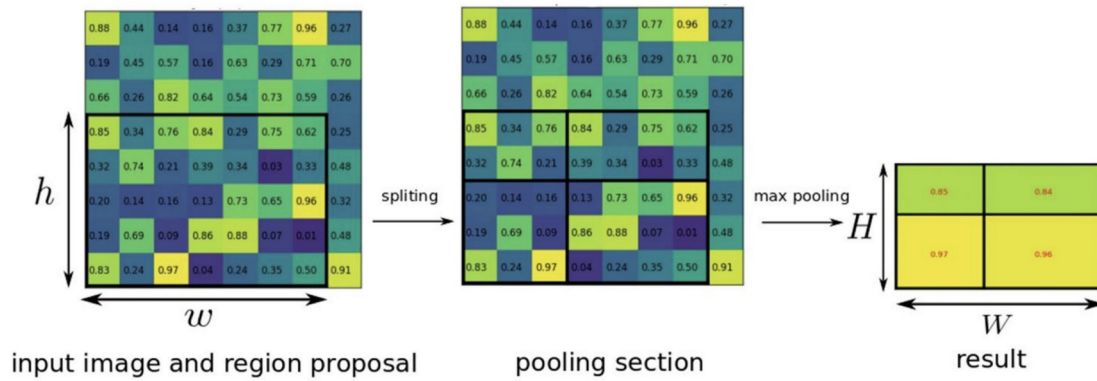 0.88 0.44 0.14 0.16 0.37 0.77 0.96 0.27
0.19 0.45 0.57 0.16 0.63 0.29 0.71 0.70
0.66 0.26 0.82 0.64 0.54 0.73 0.59 0.26
0.85 0.34 0.76 0.84 0.29 0.75 0.62 0.25
0.32 0.74 0.21 0.39 0.34 0.03 0.33 0.48
0.20 0.14 0.16 0.13 0.73 0.65 0.96 0.32
0.19 0.69 0.09 0.86 0.88 0.07 0.01 0.48
0.83 0.24 0.97 0.04 0.24 0.35 0.50 0.91
h
w
input image and region proposal
spliting
0.88 0.44 0.14 0.16 0.37 0.77 0.96 0.27
0.19 0.45 0.57 0.16 0.63 0.29 0.71 0.70
0.66 0.26 0.82 0.64 0.54 0.73 0.59 0.26
0.85 0.34 0.76 0.84 0.29 0.75 0.62 0.25
0.32 0.74 0.21 0.39 0.34 0.03 0.33 0.48
0.20 0.14 0.16 0.13 0.73 0.65 0.96 0.32
0.19 0.69 0.09 0.86 0.88 0.07 0.01 0.48
0.83 0.24 0.97 0.04 0.24 0.35 0.50 0.91
pooling section
max pooling
0.85 0.84
0.97 0.96
H
W
result